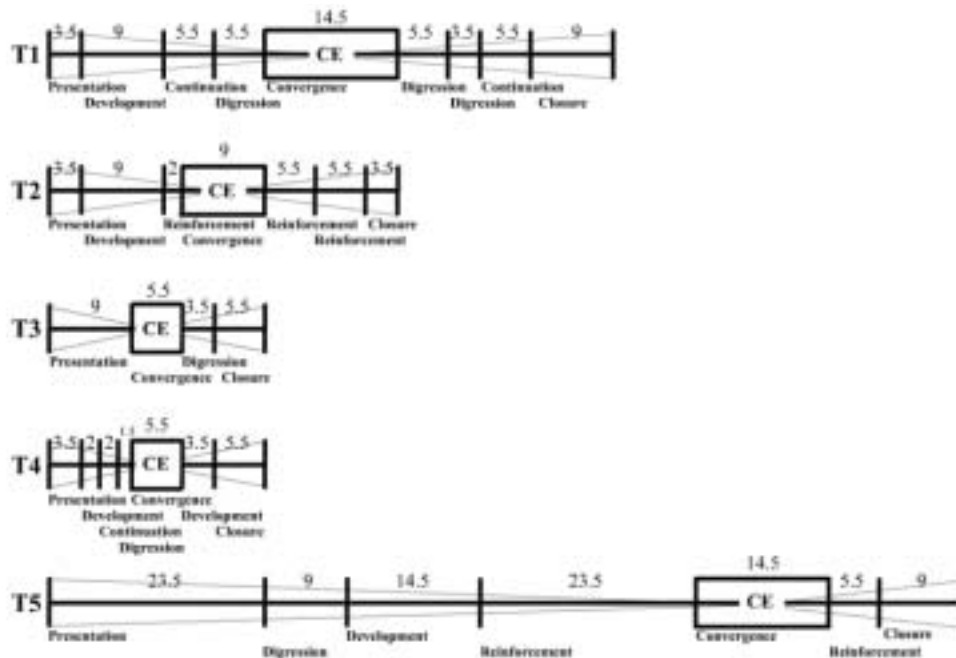 14.5
3.5 9 5.5 5.5 5.5 3.5 5.5 9
T1 CE
Presentation Continuation Convergence Digression Continuation
Development Digression Digression Closure
9
3.5 9 2 5.5 5.5 3.5
T2 CE
Presentation Reinforcement Reinforcement Closure
Development Convergence Reinforcement
5.5
9 3.5 5.5
T3 CE
Presentation Digression
Convergence Closure
5.5
3.5 2 2 3.5 5.5
T4 CE
Presentation Convergence
Development Development
Continuation Closure
Digression
14.5
23.5 9 14.5 23.5 5.5 9
T5 CE
Presentation Development Convergence Closure
Digression Reinforcement Reinforcement